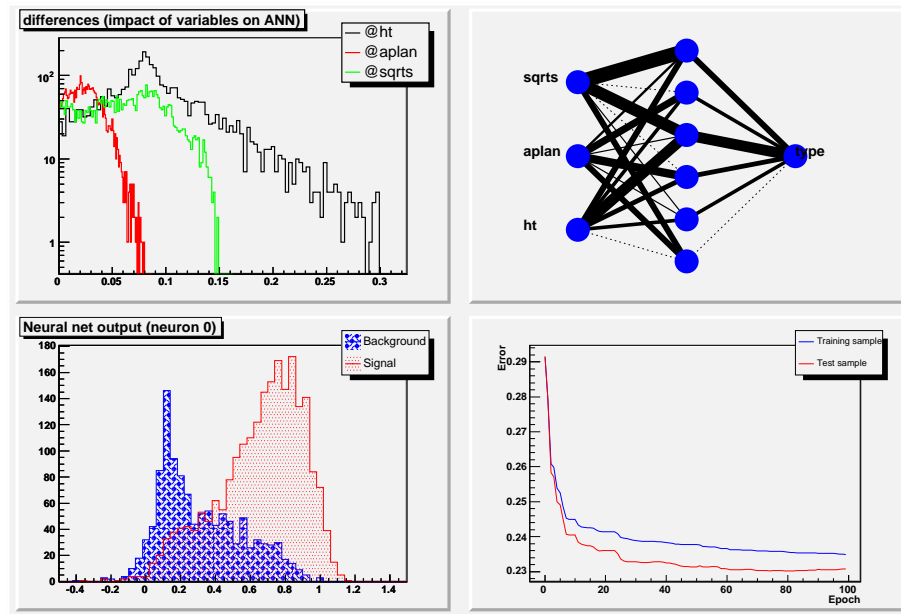 differences (impact of variables on ANN)
@ht
@aplan
@sqrts
10²
10
1
0 0.05 0.1 0.15 0.2 0.25 0.3
sqrts
aplan
ht
type
Neural net output (neuron 0)
Background
Signal
180
160
140
120
100
80
60
40
20
0
-0.4 -0.2 0 0.2 0.4 0.6 0.8 1 1.2 1.4
Error
Training sample
Test sample
0.29
0.28
0.27
0.26
0.25
0.24
0.23
0 20 40 60 80 100
Epoch